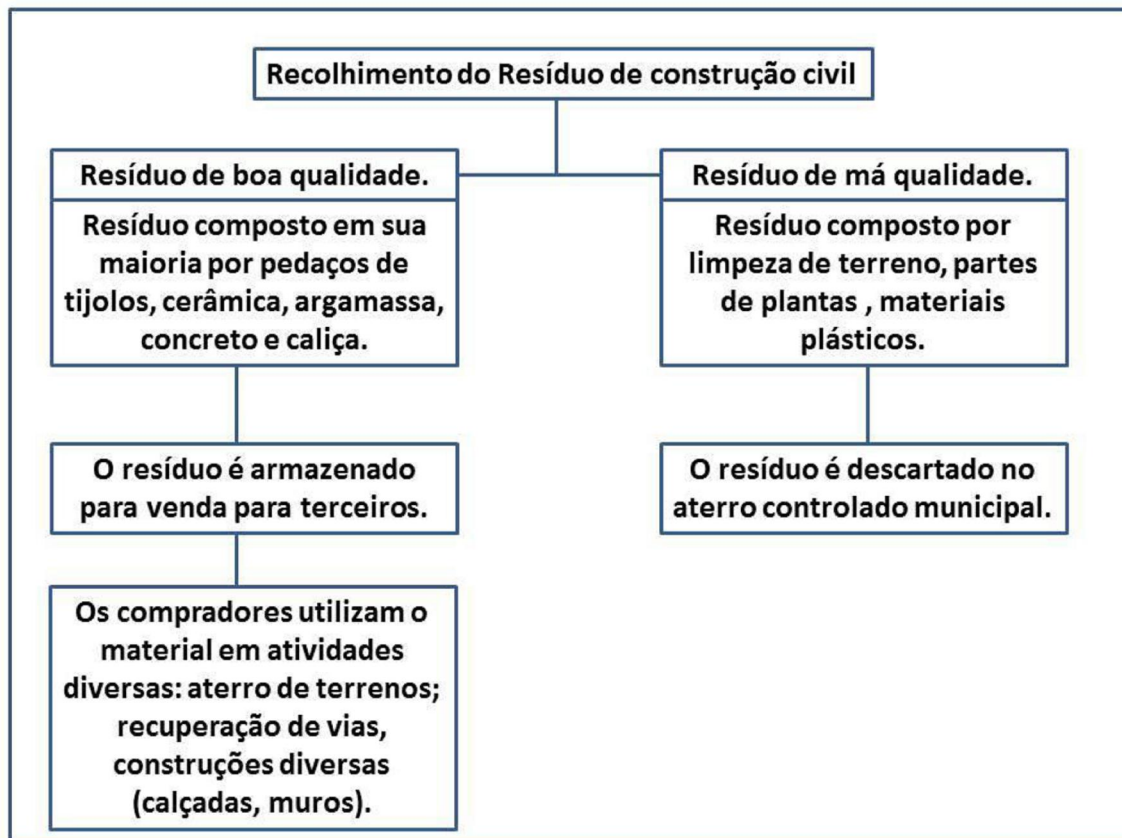 Recolhimento do Resíduo de construção civil
Resíduo de boa qualidade.
Resíduo composto em sua
maioria por pedaços de
tijolos, cerâmica, argamassa,
concreto e caliça.
O resíduo é armazenado
para venda para terceiros.
Os compradores utilizam o
material em atividades
diversas: aterro de terrenos;
recuperação de vias,
construções diversas
(calçadas, muros).
Resíduo de má qualidade.
Resíduo composto por
limpeza de terreno, partes
de plantas , materiais
plásticos.
O resíduo é descartado no
aterro controlado municipal.